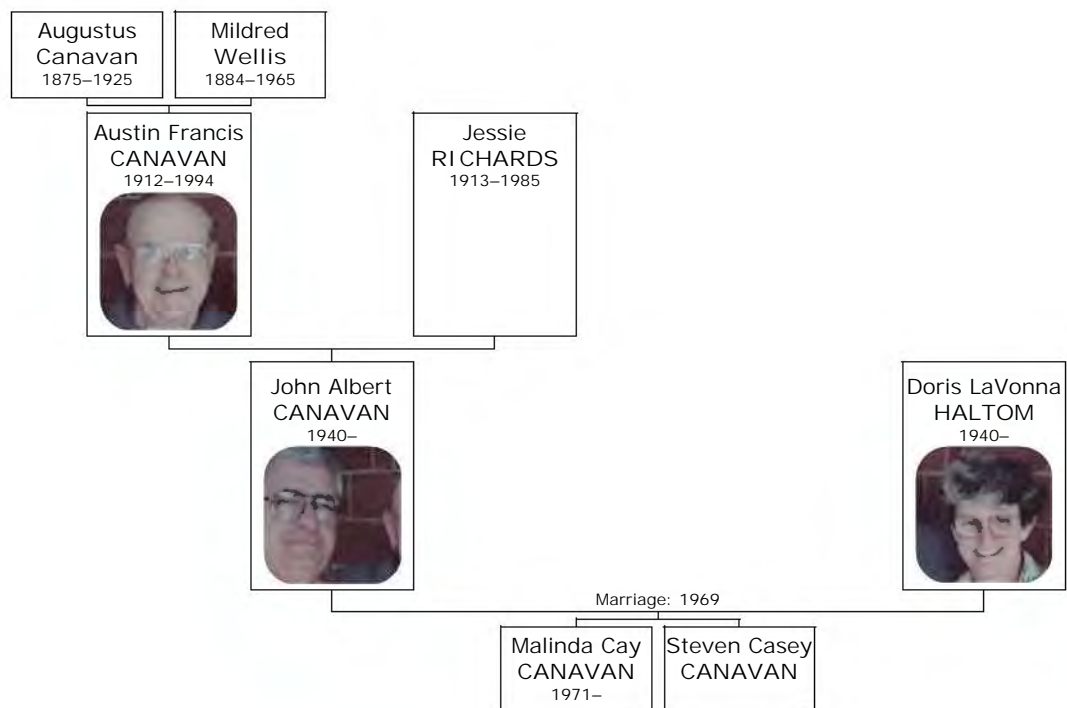 Augustus
Canavan
1875–1925
Mildred
Wellis
1884–1965
Austin Francis
CANAVAN
1912–1994
Jessie
RICHARDS
1913–1985
John Albert
CANAVAN
1940–
Doris LaVonna
HALTOM
1940–
Marriage: 1969
Malinda Cay
CANAVAN
1971–
Steven Casey
CANAVAN